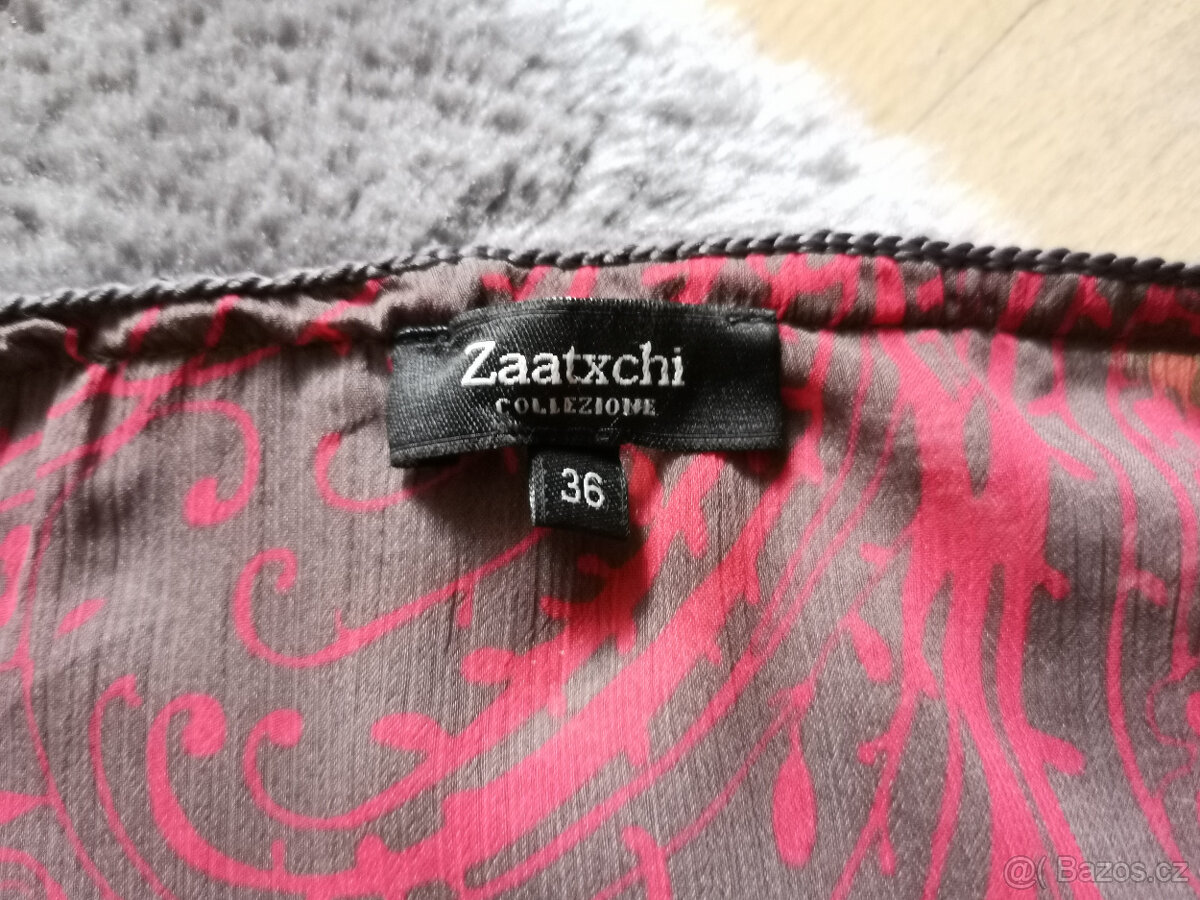 Zaatxchi
COLLEZIONE
36
@( Bazos.cz